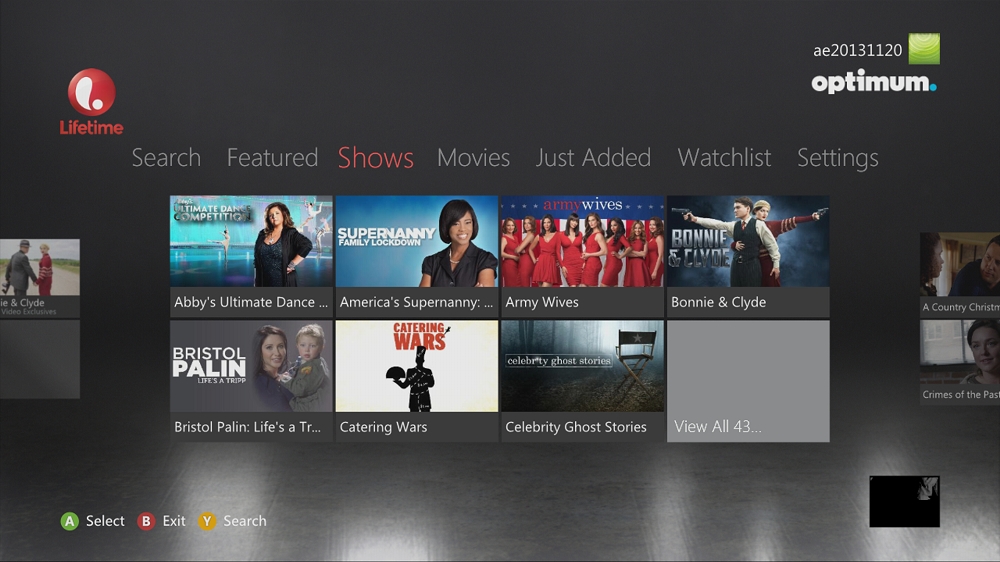 ae20131120
optimum.
Lifetime
Search Featured Shows Movies Just Added Watchlist Settings
ULTIMATE DANCE
COMPETITION
SUPERNANNY
FAMILY LOCKDOWN
armywives
BONNIE
& CLYDE
ie & Clyde
Video Exclusives
Abby's Ultimate Dance ...
America's Supernanny: ...
Army Wives
Bonnie & Clyde
A Country Christm
BRISTOL
PALIN
LIFE'S A TRIPP
CATERING
WARS
celebrity ghost stories
Bristol Palin: Life's a Tr...
Catering Wars
Celebrity Ghost Stories
View All 43...
Crimes of the Past
A Select B Exit Y Search